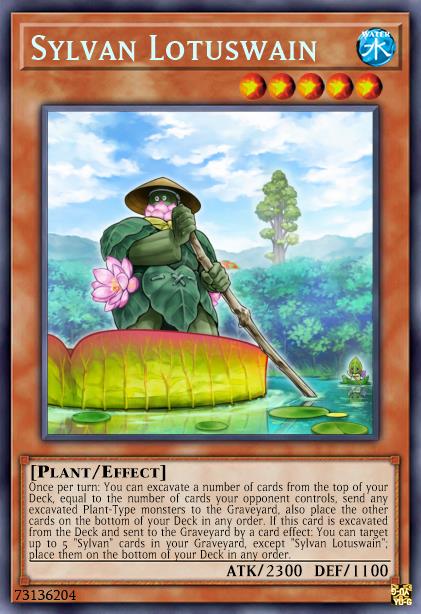 SYLVAN LOTUSWAIN
WATER
水
[PLANT/EFFECT]
Once per turn: You can excavate a number of cards from the top of your
Deck, equal to the number of cards your opponent controls, send any
excavated Plant-Type monsters to the Graveyard, also place the other
cards on the bottom of your Deck in any order. If this card is excavated
from the Deck and sent to the Graveyard by a card effect: You can target
up to 5 "Sylvan" cards in your Graveyard, except "Sylvan Lotuswain";
place them on the bottom of your Deck in any order.
ATK/2300 DEF/1100
73136204